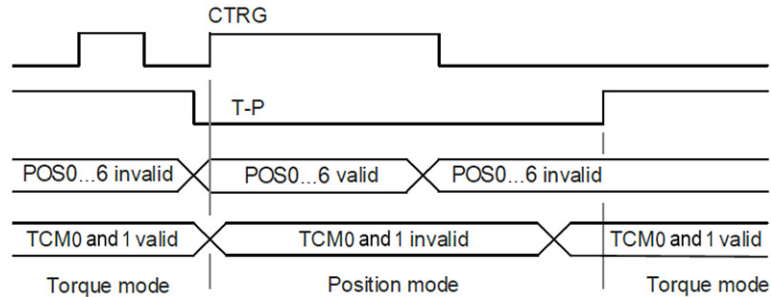 CTRG
T-P
POS0...6 invalid POS0...6 valid POS0...6 invalid
TCM0 and 1 valid TCM0 and 1 invalid TCM0 and 1 valid
Torque mode Position mode Torque mode